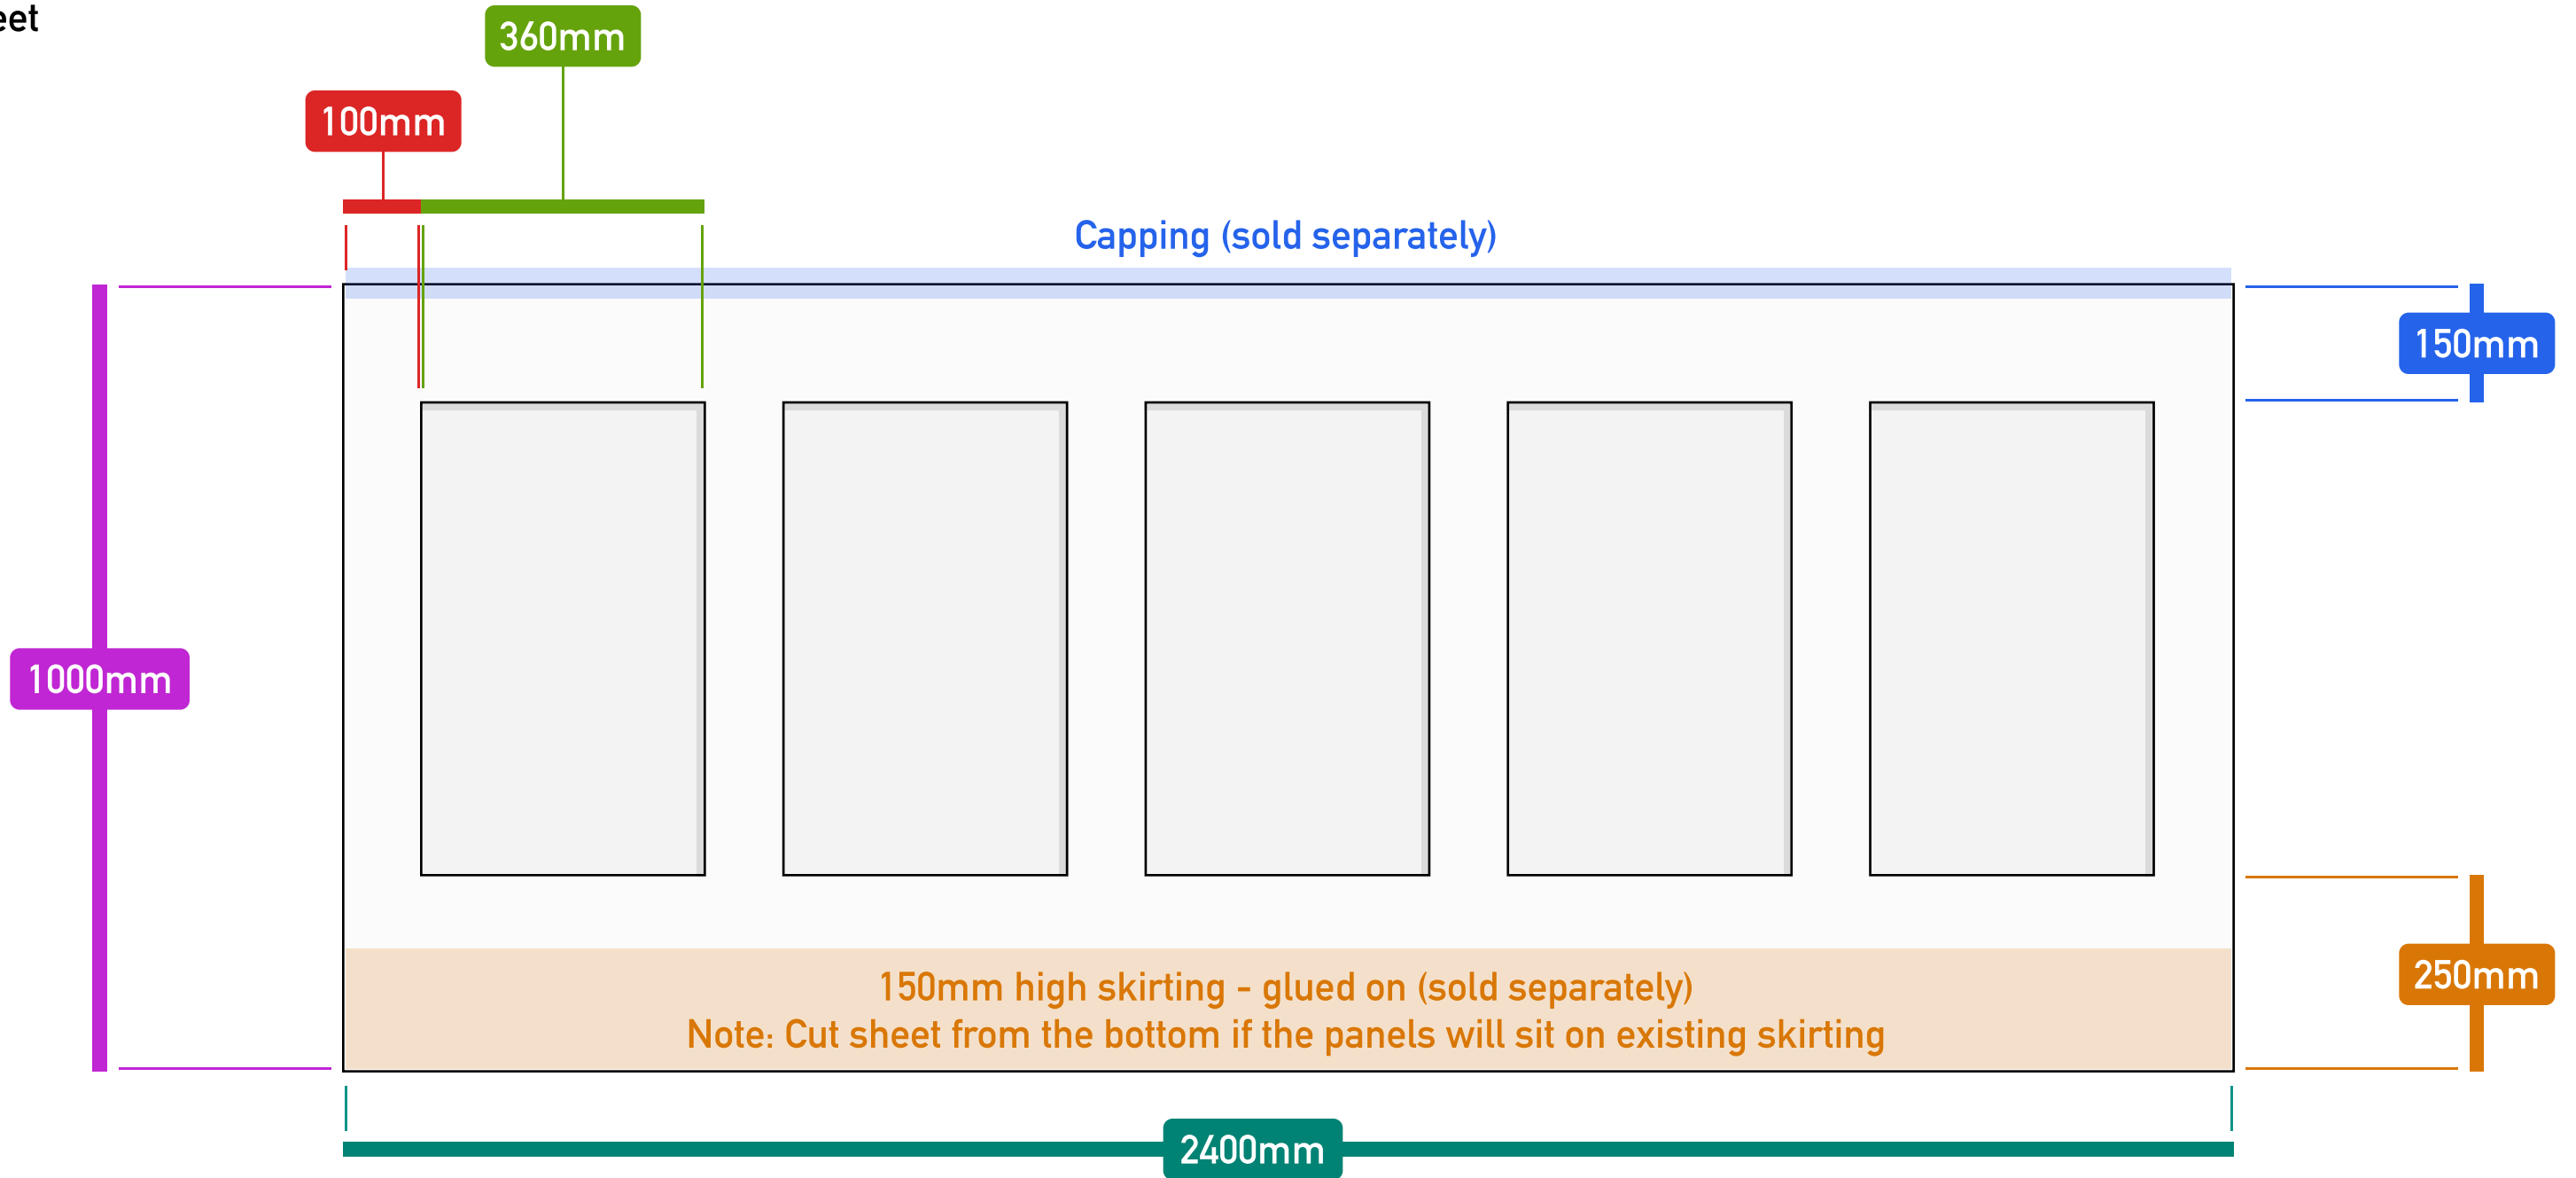 360mm
100mm
Capping (sold separately)
150mm
1000mm
250mm
150mm high skirting - glued on (sold separately)
Note: Cut sheet from the bottom if the panels will sit on existing skirting
2400mm